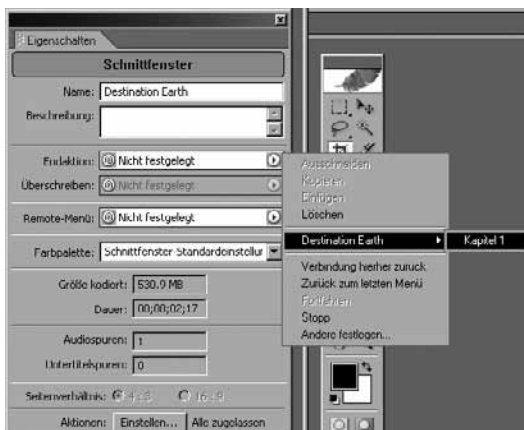 Eigenschaften
Schnittfenster
Name: Destination Earth
Beschreibung:
Endaktion: Nicht festgelegt
Überschreiben: Nicht festgelegt
Remote-Menü: Nicht festgelegt
Farbpalette: Schnittfenster Standardeinstellur
Größe kodiert: 530.9 MB
Dauer: 00;00;02;17
Audiospuren: 1
Untertitelspuren: 0
Seitenverhältnis: 4:3 16:9
Aktionen: Einstellen... Alle zugelassen
Ausschneiden
Kopieren
Einfügen
Löschen
Destination Earth
Kapitel 1
Verbindung hierher zurück
Zurück zum letzten Menü
Fortfahren
Stopp
Andere festlegen...